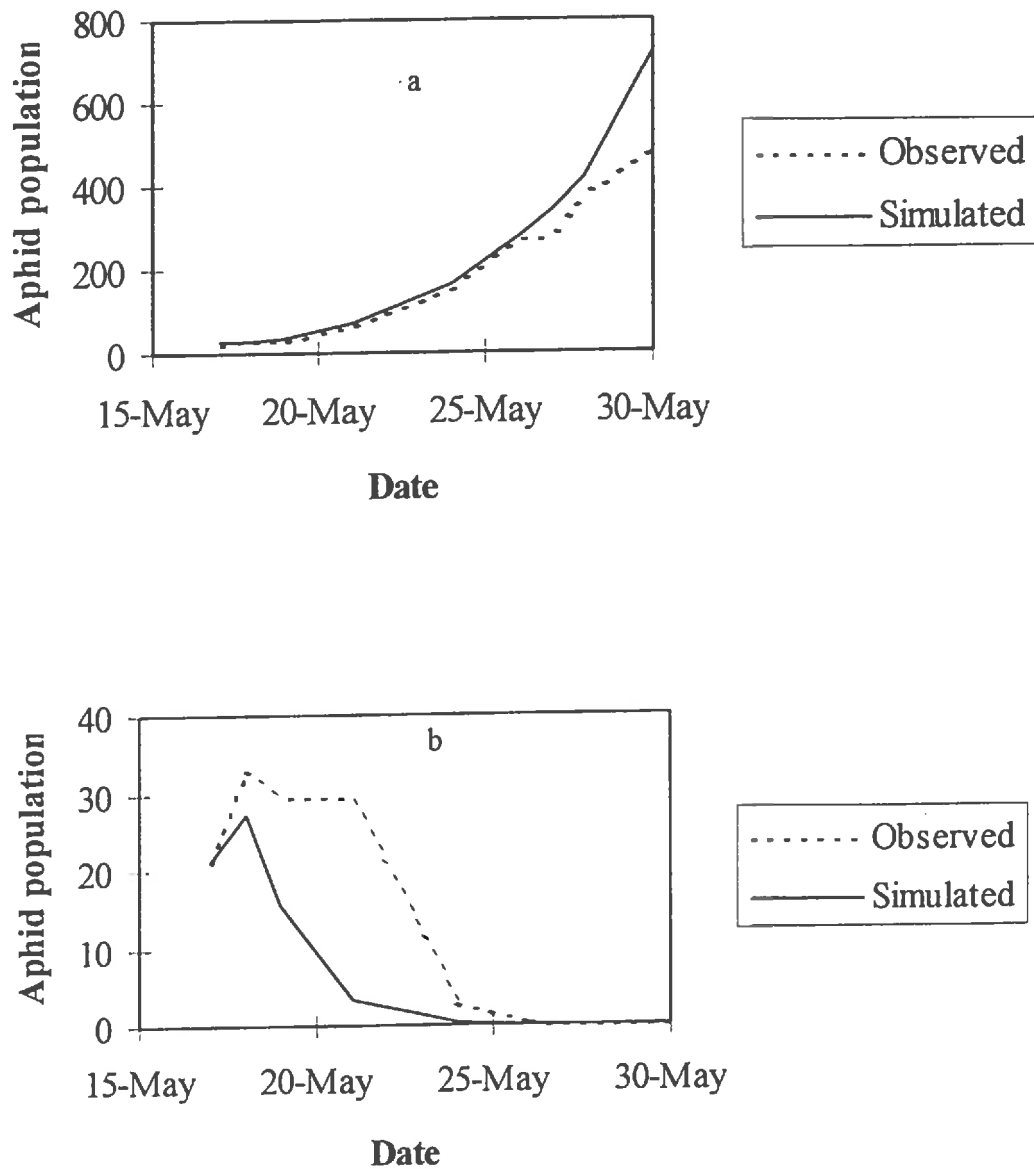 800
600
400
200
0
Aphid population
a
Observed
Simulated
15-May 20-May 25-May 30-May
Date
40
30
20
10
0
Aphid population
b
Observed
Simulated
15-May 20-May 25-May 30-May
Date